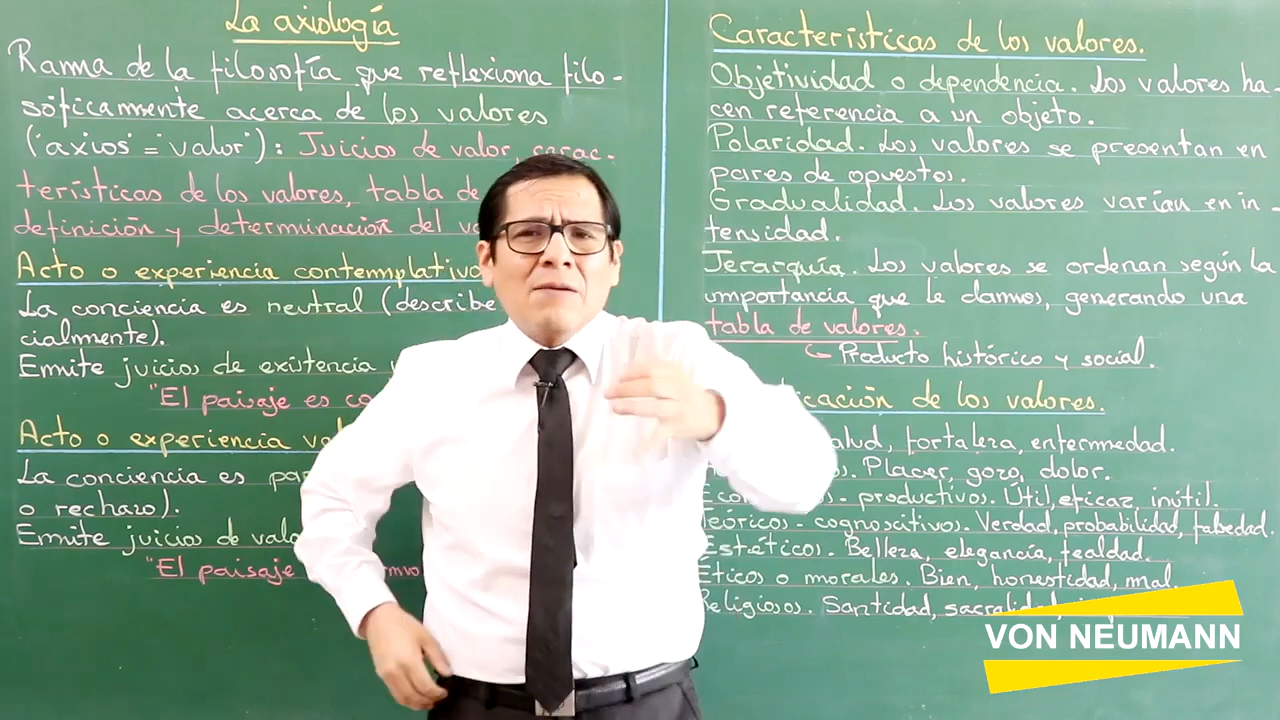 La axiología
Rama de la filosofía que reflexiona filo-
sóficamente acerca de los valores
('axios' = 'valor'): Juicios de valor, carac-
terísticas de los valores, tabla de
definición y determinación del
Acto o experiencia contemplativo
La conciencia es neutral (describe
cialmente).
Emite juicios de existencia
"El paisaje es
Acto o experiencia
La conciencia es
o rechazo).
Emite juicios de
"El paisaje
Características de los valores.
Objetividad o dependencia. Los valores ha-
cen referencia a un objeto.
Polaridad. Los valores se presentan en
pares de opuestos.
Gradualidad. Los valores varían en in-
tensidad.
Jerarquía. Los valores se ordenan según la
importancia que le damos, generando una
tabla de valores.
Producto histórico y social.
de los valores.
fortaleza, enfermedad.
Placer, gozo, dolor.
productivos. Útil, eficaz, inútil.
Teóricos - cognoscitivos. Verdad, probabilidad, falsedad.
Estéticos. Belleza, elegancia, fealdad.
Éticos o morales. Bien, honestidad, mal.
Religiosos. Santidad, sacralidad,
VON NEUMANN